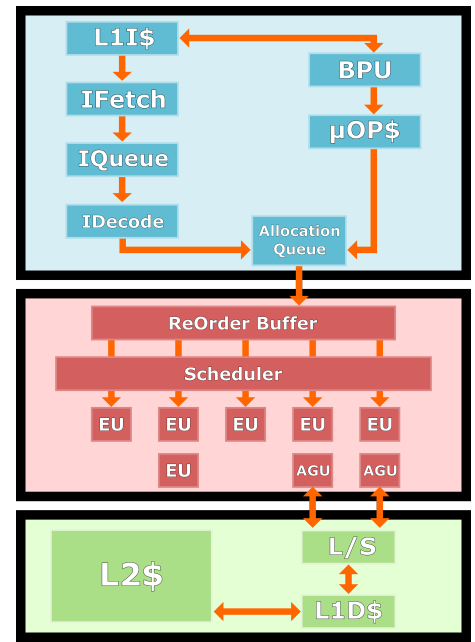 L1I$
BPU
IFetch
µOP$
IQueue
IDecode
Allocation
Queue
ReOrder Buffer
Scheduler
EU EU EU EU EU
EU AGU AGU
L/S
L2$
L1D$